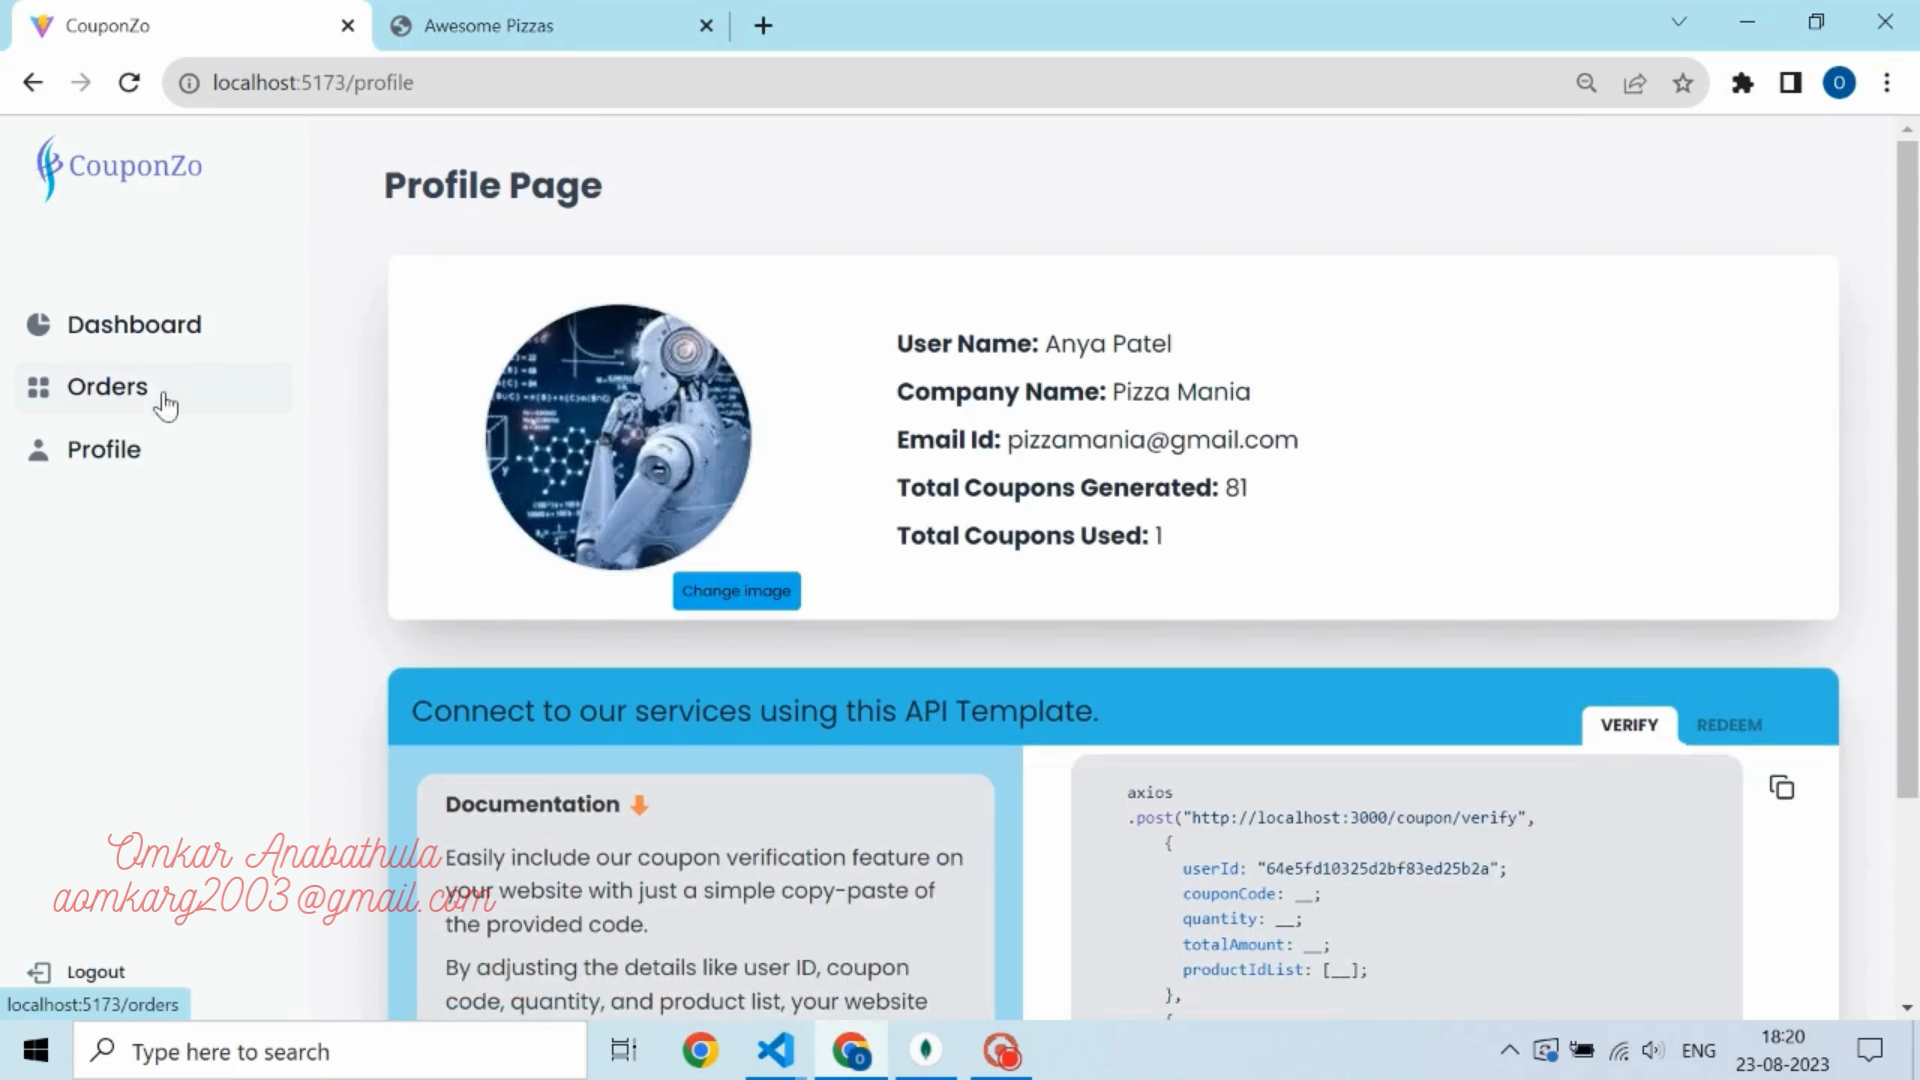 CouponZo
Awesome Pizzas
localhost:5173/profile
O
CouponZo
Profile Page
Dashboard
Orders
Profile
User Name: Anya Patel
Company Name: Pizza Mania
Email Id: pizzamania@gmail.com
Total Coupons Generated: 81
Total Coupons Used: 1
Change image
Connect to our services using this API Template.
VERIFY
REDEEM
Documentation
Easily include our coupon verification feature on
your website with just a simple copy-paste of
the provided code.
By adjusting the details like user ID, coupon
code, quantity, and product list, your website
axios
.post("http://localhost:3000/coupon/verify",
{
userId: "64e5fd10325d2bf83ed25b2a";
couponCode: __;
quantity: __;
totalAmount: __;
productIdList: [__];
},
{
Omkar Anabathula
aomkarg2003@gmail.com
Logout
localhost:5173/orders
Type here to search
ENG
18:20
23-08-2023